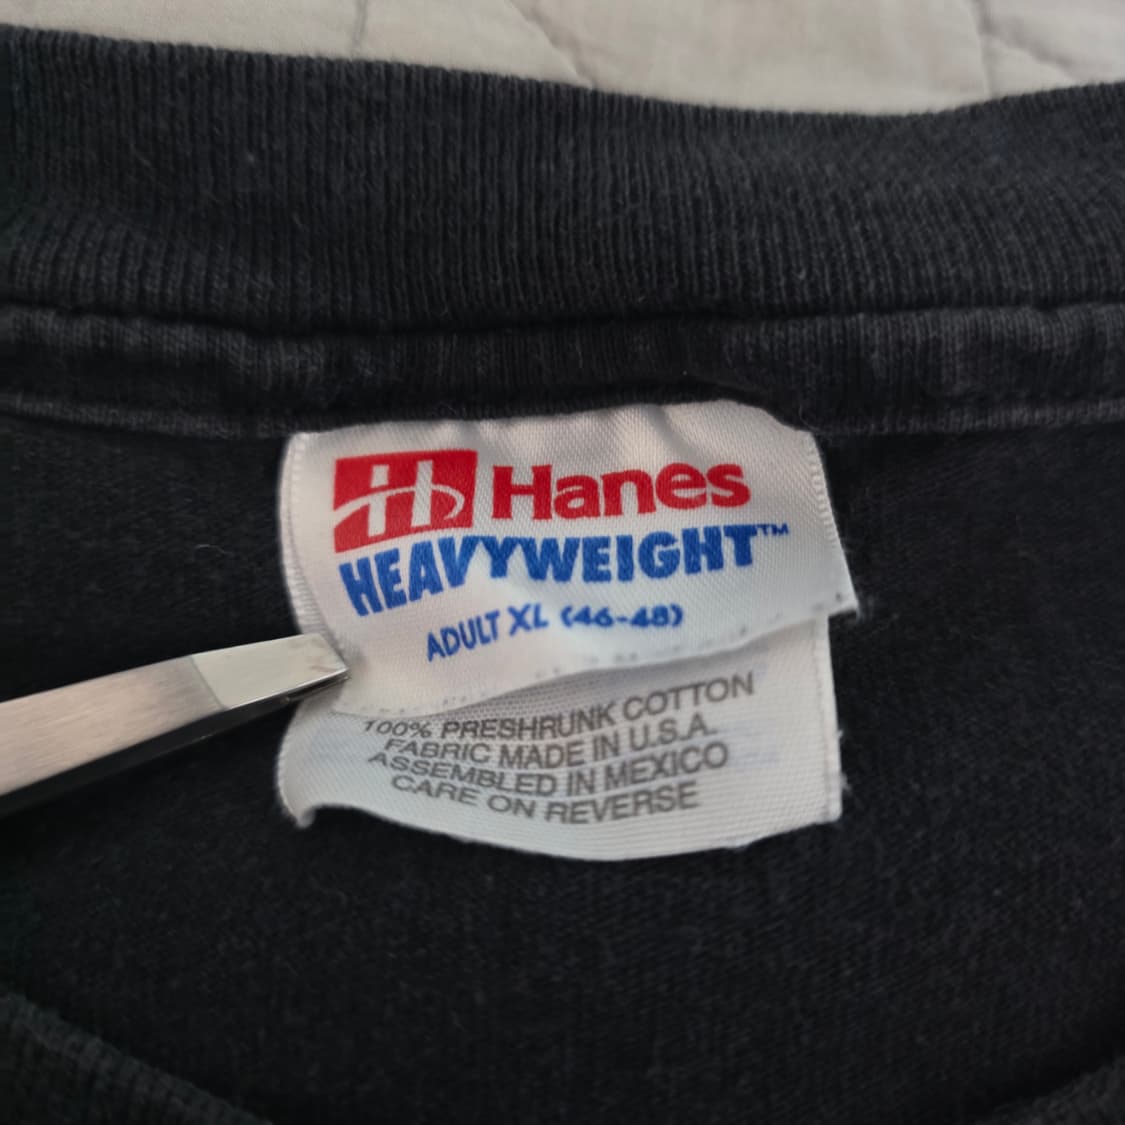 Hanes
HEAVYWEIGHT™
ADULT XL (46-48)
100% PRESHRUNK COTTON
FABRIC MADE IN U.S.A.
ASSEMBLED IN MEXICO
CARE ON REVERSE